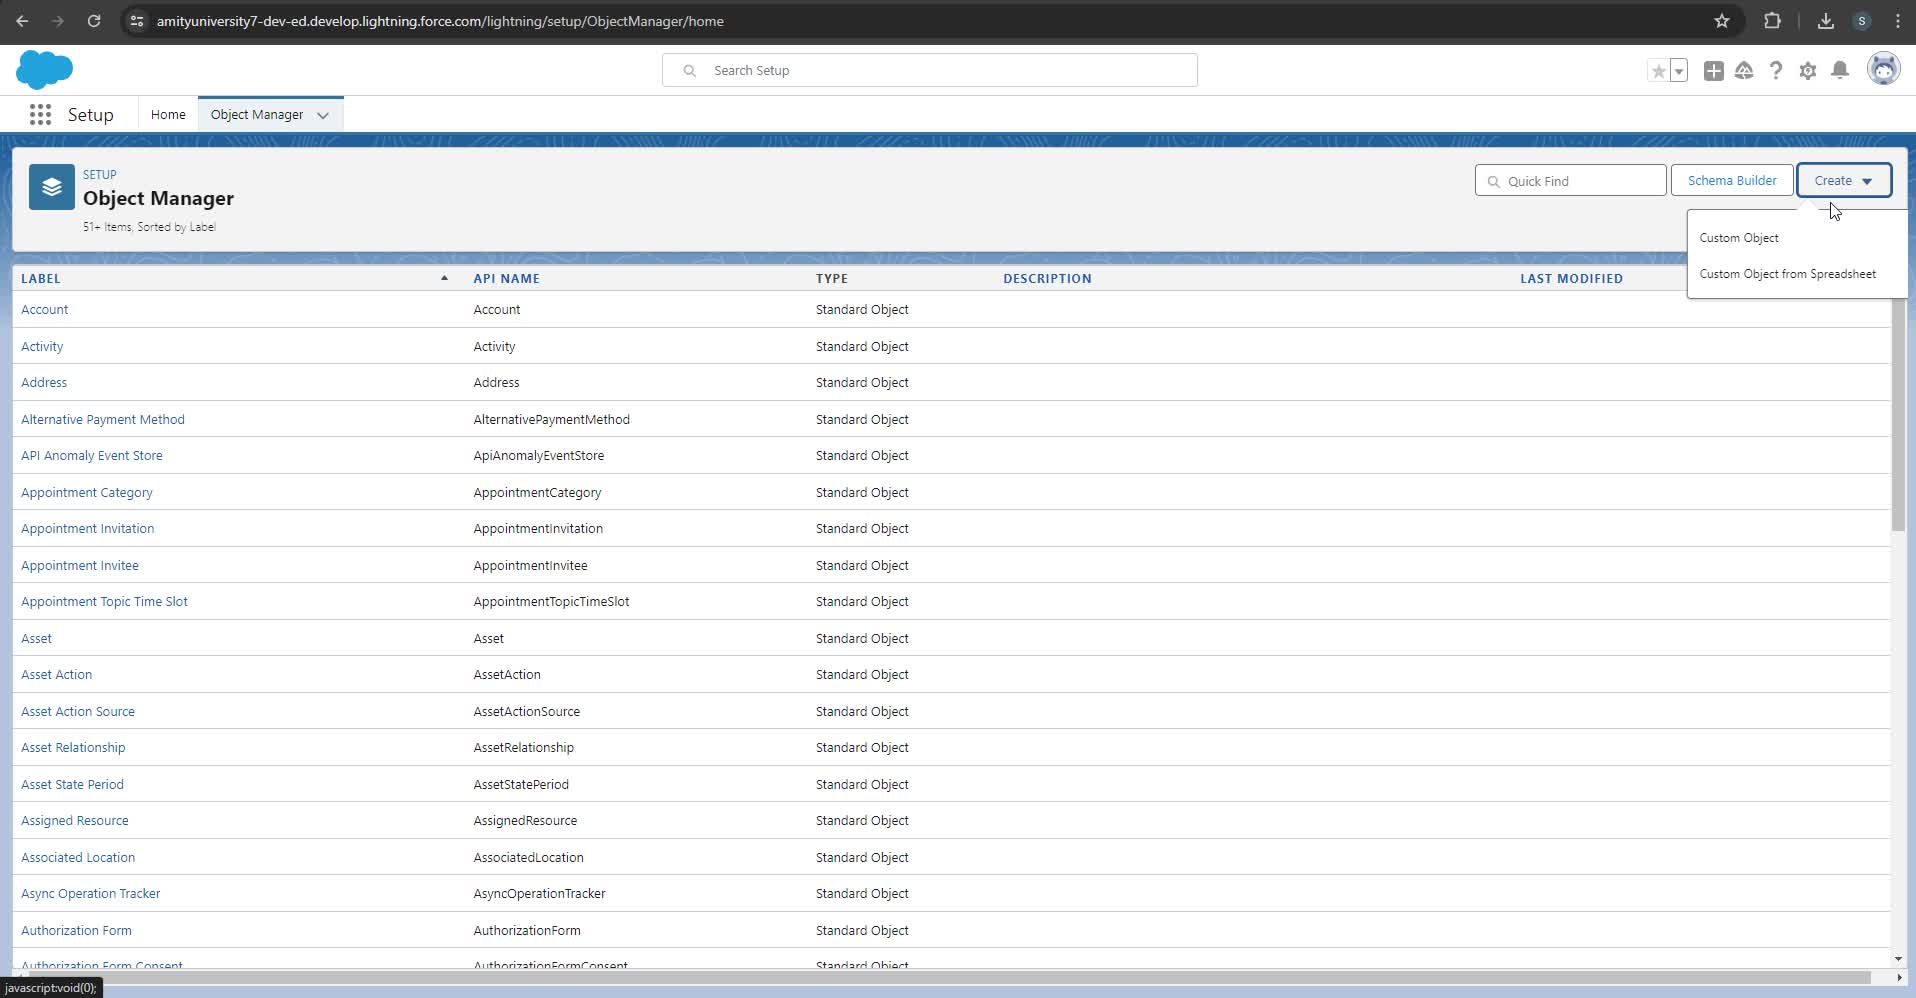 amityuniversity7-dev-ed.develop.lightning.force.com/lightning/setup/ObjectManager/home
S
Search Setup
Setup
Home
Object Manager
SETUP
Object Manager
51+ Items, Sorted by Label
Quick Find
Schema Builder
Create
Custom Object
Custom Object from Spreadsheet
LABEL API NAME TYPE DESCRIPTION LAST MODIFIED
Account Account Standard Object
Activity Activity Standard Object
Address Address Standard Object
Alternative Payment Method AlternativePaymentMethod Standard Object
API Anomaly Event Store ApiAnomalyEventStore Standard Object
Appointment Category AppointmentCategory Standard Object
Appointment Invitation AppointmentInvitation Standard Object
Appointment Invitee AppointmentInvitee Standard Object
Appointment Topic Time Slot AppointmentTopicTimeSlot Standard Object
Asset Asset Standard Object
Asset Action AssetAction Standard Object
Asset Action Source AssetActionSource Standard Object
Asset Relationship AssetRelationship Standard Object
Asset State Period AssetStatePeriod Standard Object
Assigned Resource AssignedResource Standard Object
Associated Location AssociatedLocation Standard Object
Async Operation Tracker AsyncOperationTracker Standard Object
Authorization Form AuthorizationForm Standard Object
Authorization Form Consent AuthorizationFormConsent Standard Object
javascript:void(0);